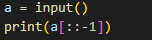 a = input()
print(a[::-1])